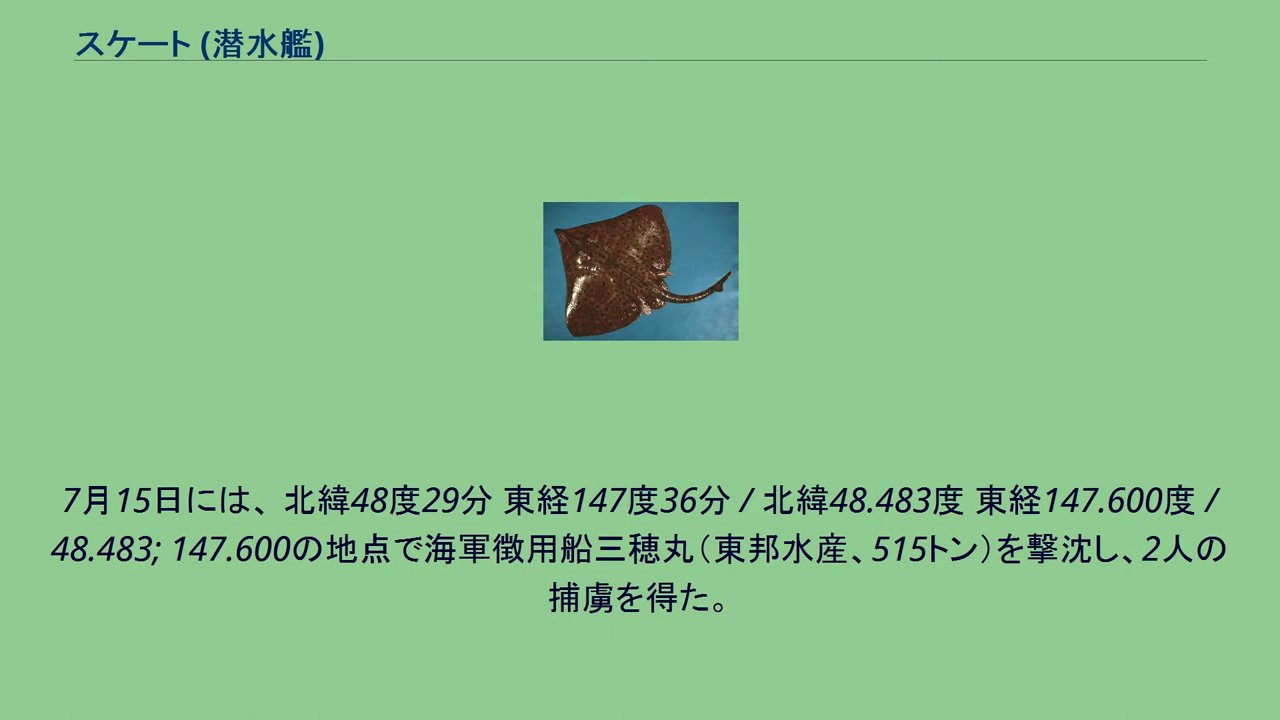 スケート (潜水艦)
7月15日には、北緯48度29分 東経147度36分 / 北緯48.483度 東経147.600度 /
48.483; 147.600の地点で海軍徴用船三穂丸（東邦水産、515トン）を撃沈し、2人の
捕虜を得た。